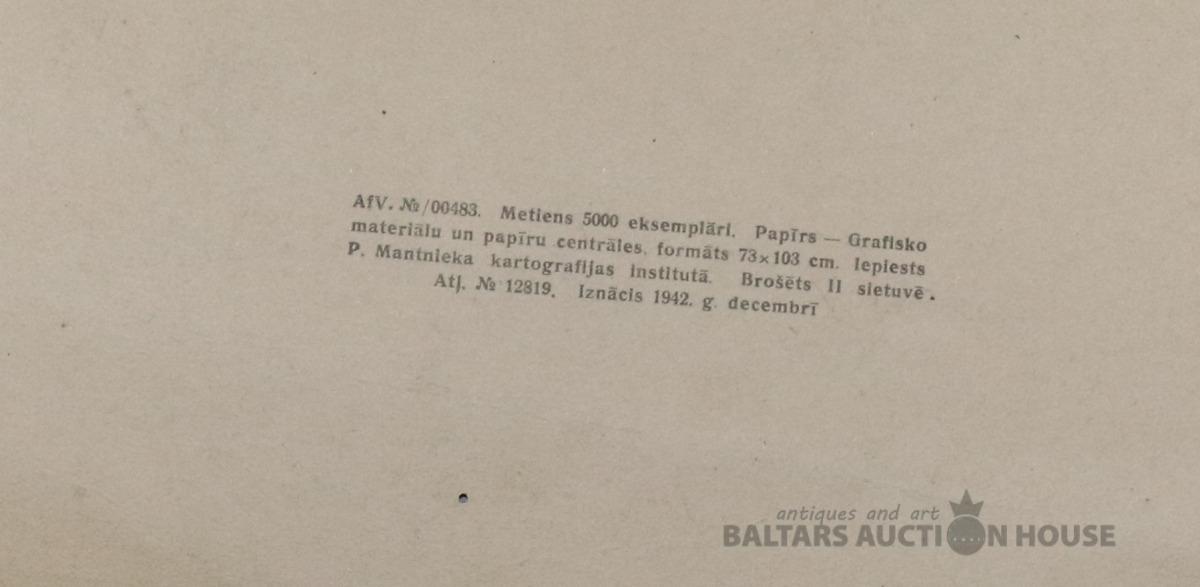 AfV. №/00483. Metiens 5000 eksemplāri. Papīrs — Grafisko
materiālu un papīru centrāles, formāts 73×103 cm. Iepiests
P. Mantnieka kartografijas institutā. Brošēts II sietuvē.
Atļ. № 12819. Iznācis 1942. g. decembrī
antiques and art
BALTARS AUCTION HOUSE